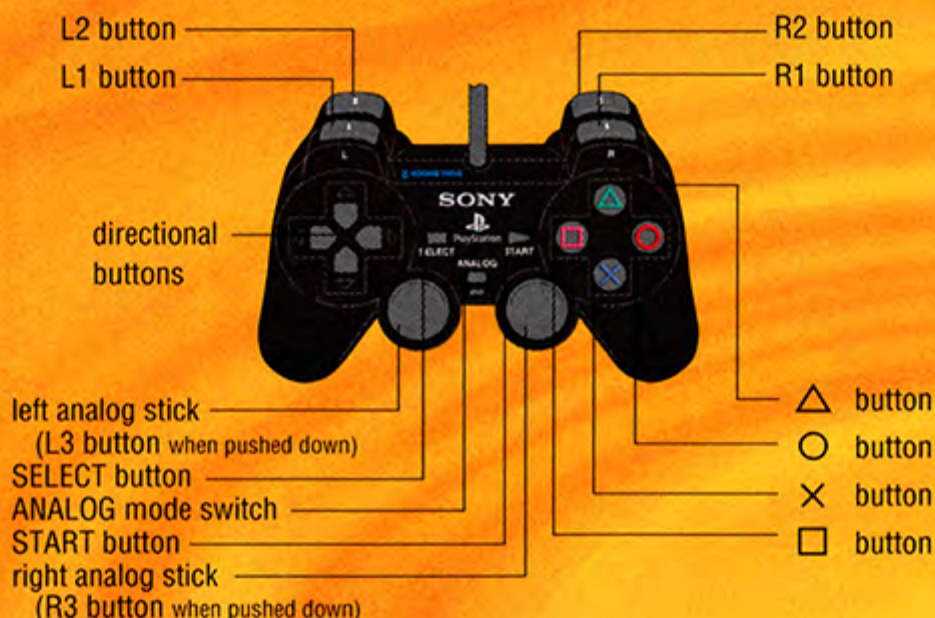 L2 button
R2 button
L1 button
R1 button
L
R
SONY
PlayStation
SELECT
START
ANALOG
directional
buttons
left analog stick
(L3 button when pushed down)
SELECT button
ANALOG mode switch
START button
right analog stick
(R3 button when pushed down)
△ button
○ button
✕ button
□ button